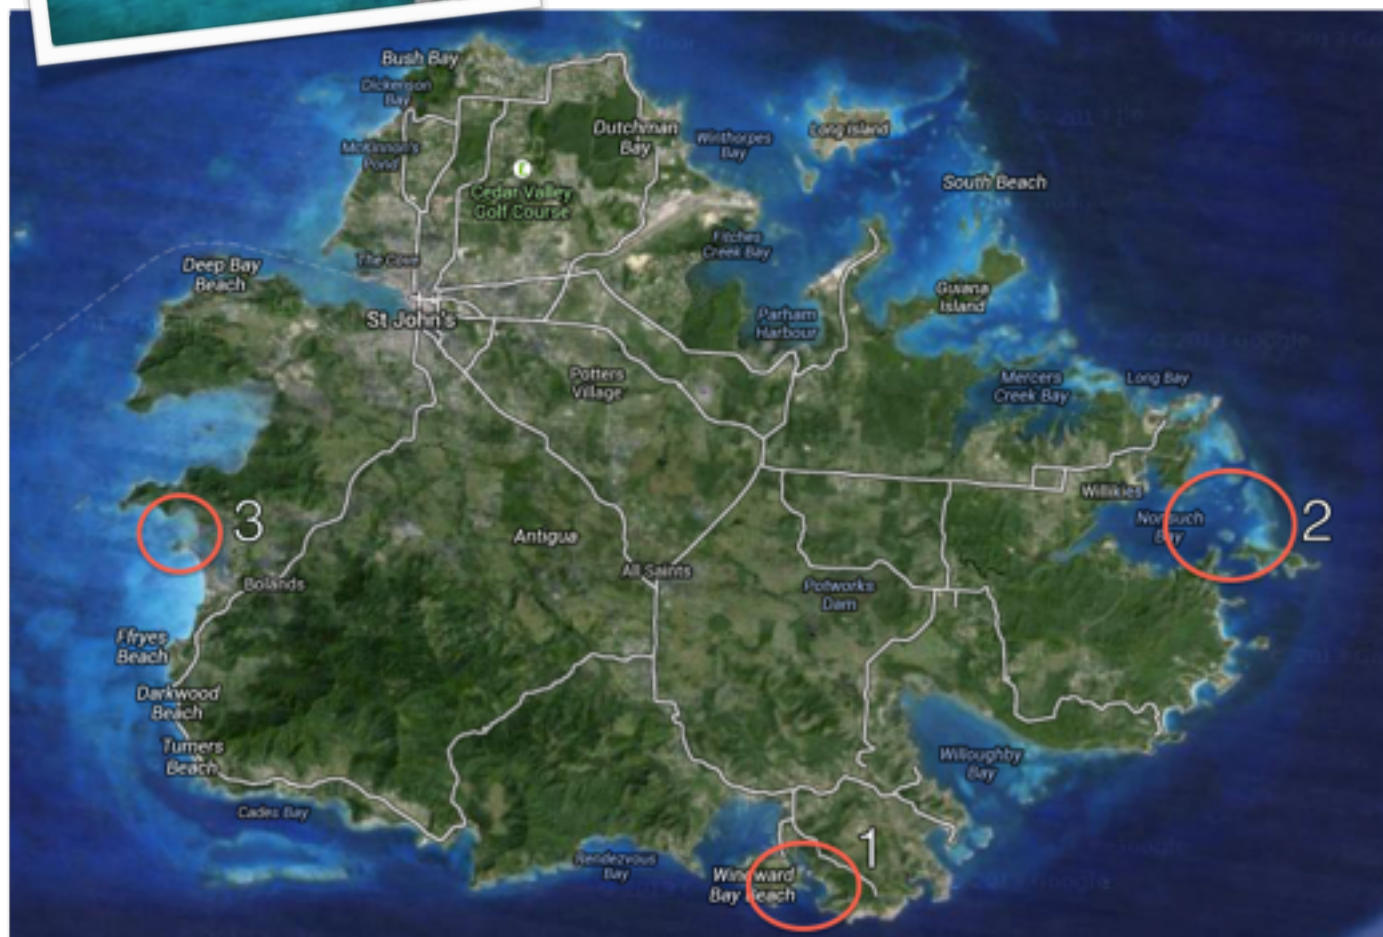 Bush Bay
Dickenson
Bay
Dutchman
Bay
Winthorpes
Bay
Long Island
McKinnon's
Pond
South Beach
Cedar Valley
Golf Course
Fitches
Creek Bay
The Cove
Deep Bay
Beach
Guiana
Island
St John's
Parham
Harbour
Potters
Village
Mercers
Creek Bay
Long Bay
Willikies
3
Nonsuch
Bay
2
Antigua
All Saints
Bolands
Potworks
Dam
Ffryes
Beach
Darkwood
Beach
Turners
Beach
Willoughby
Bay
Cades Bay
1
Rendezvous
Bay
Windward
Bay Beach